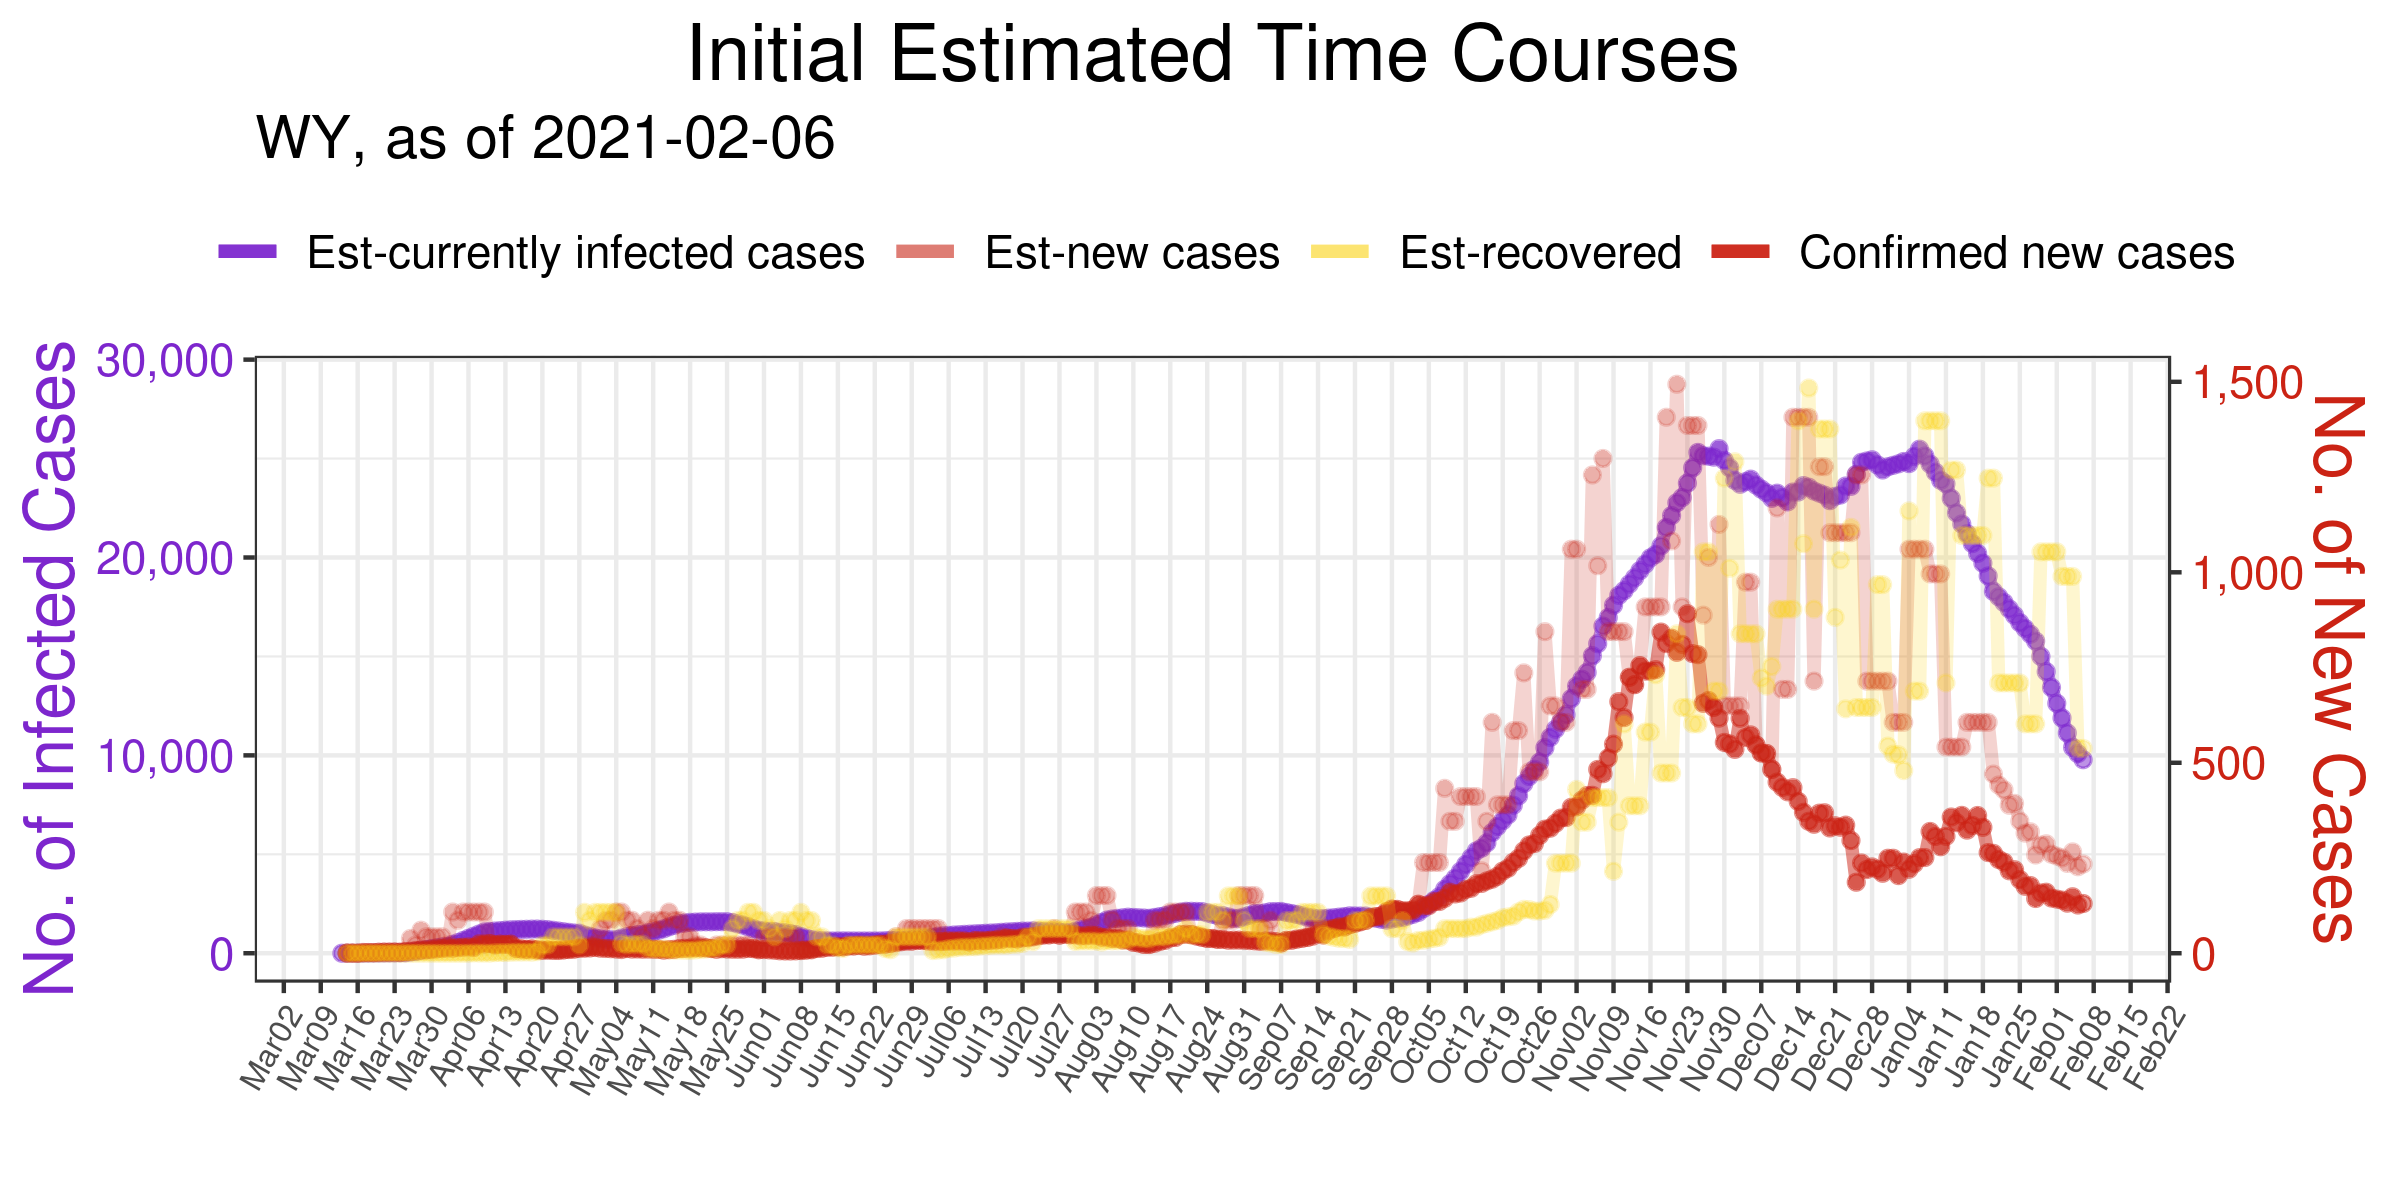 Initial Estimated Time Courses
WY, as of 2021-02-06
Est-currently infected cases Est-new cases Est-recovered Confirmed new cases
No. of Infected Cases
30,000
20,000
10,000
0
1,500
1,000
500
0
No. of New Cases
Mar02 Mar09 Mar16 Mar23 Mar30 Apr06 Apr13 Apr20 Apr27 May04 May11 May18 May25 Jun01 Jun08 Jun15 Jun22 Jun29 Jul06 Jul13 Jul20 Jul27 Aug03 Aug10 Aug17 Aug24 Aug31 Sep07 Sep14 Sep21 Sep28 Oct05 Oct12 Oct19 Oct26 Nov02 Nov09 Nov16 Nov23 Nov30 Dec07 Dec14 Dec21 Dec28 Jan04 Jan11 Jan18 Jan25 Feb01 Feb08 Feb15 Feb22